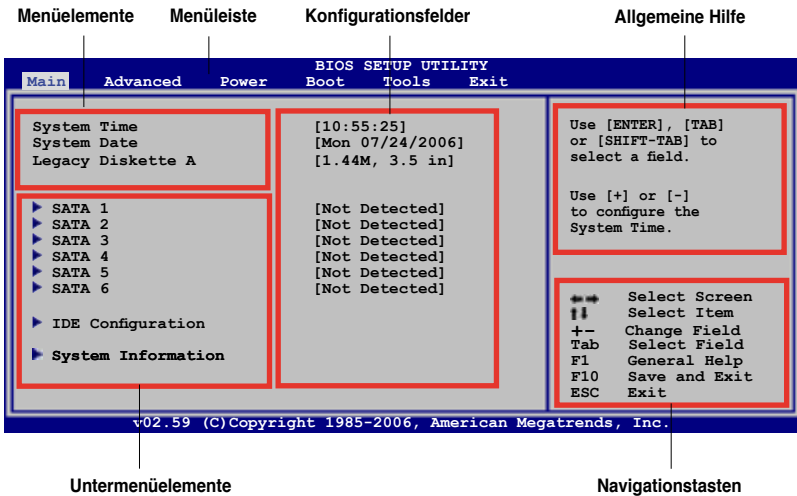 Menüelemente Menüleiste Konfigurationsfelder Allgemeine Hilfe
BIOS SETUP UTILITY
Main Advanced Power Boot Tools Exit
System Time [10:55:25]
System Date [Mon 07/24/2006]
Legacy Diskette A [1.44M, 3.5 in]
SATA 1 [Not Detected]
SATA 2 [Not Detected]
SATA 3 [Not Detected]
SATA 4 [Not Detected]
SATA 5 [Not Detected]
SATA 6 [Not Detected]
IDE Configuration
System Information
Use [ENTER], [TAB]
or [SHIFT-TAB] to
select a field.
Use [+] or [-]
to configure the
System Time.
←→ Select Screen
↑↓ Select Item
+- Change Field
Tab Select Field
F1 General Help
F10 Save and Exit
ESC Exit
v02.59 (C)Copyright 1985-2006, American Megatrends, Inc.
Untermenüelemente Navigationstasten